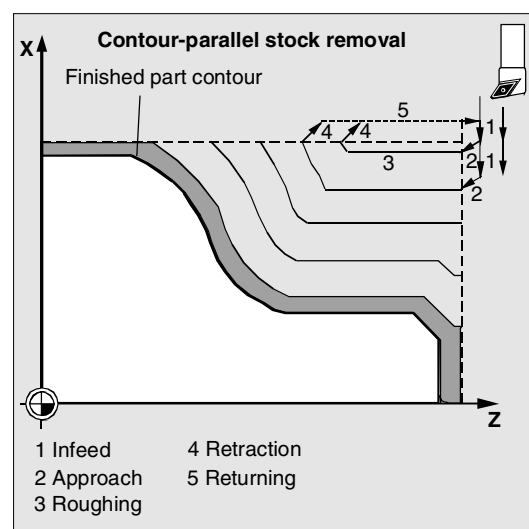 Contour-parallel stock removal
X
Finished part contour
5
4 4 1
3 2 1
2
Z
1 Infeed 4 Retraction
2 Approach 5 Returning
3 Roughing